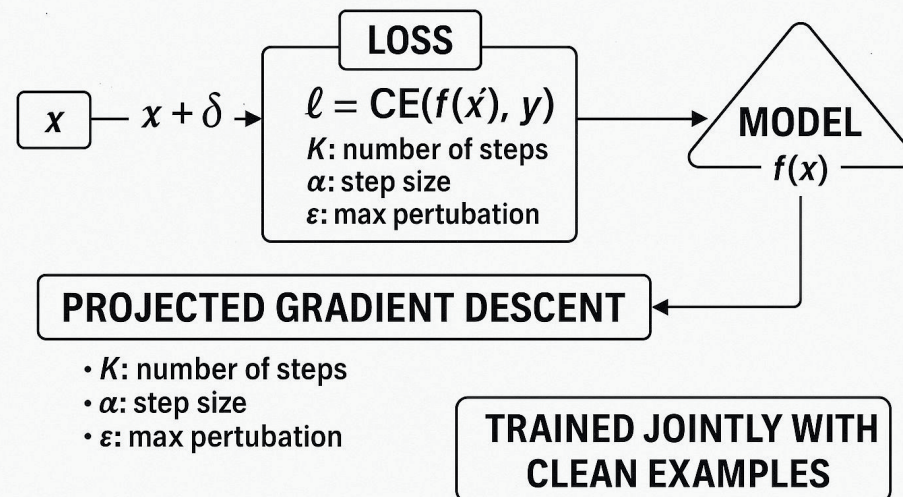 LOSS
x
x + δ
ℓ = CE(f(x́), y)
K: number of steps
α: step size
ε: max pertubation
MODEL
f(x)
PROJECTED GRADIENT DESCENT
• K: number of steps
• α: step size
• ε: max pertubation
TRAINED JOINTLY WITH
CLEAN EXAMPLES